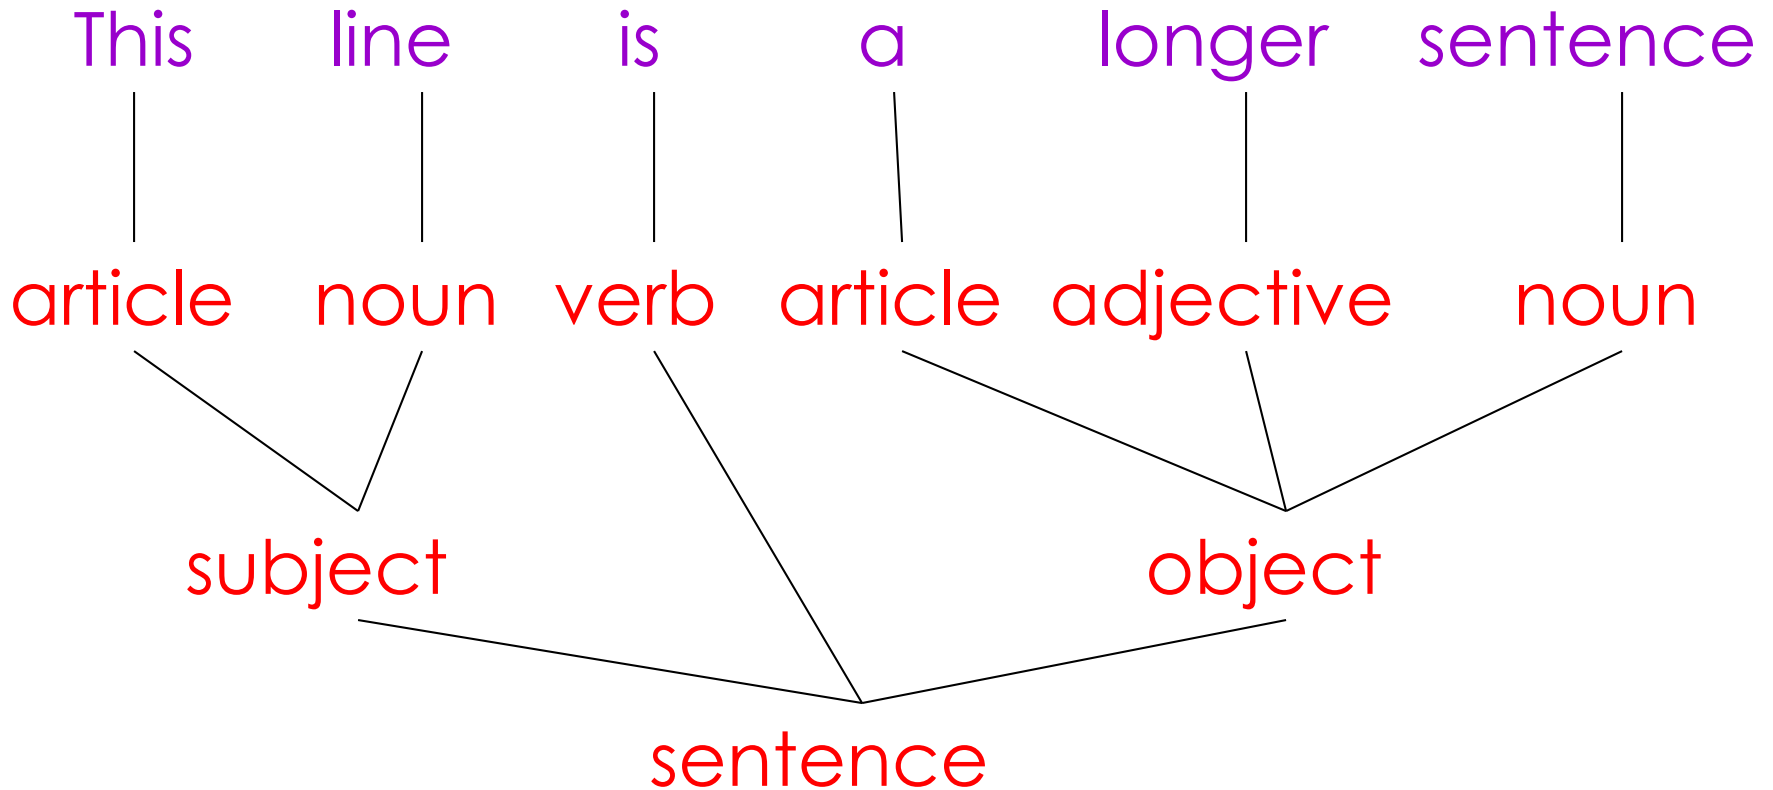 This line is a longer sentence
article noun verb article adjective noun
subject object
sentence